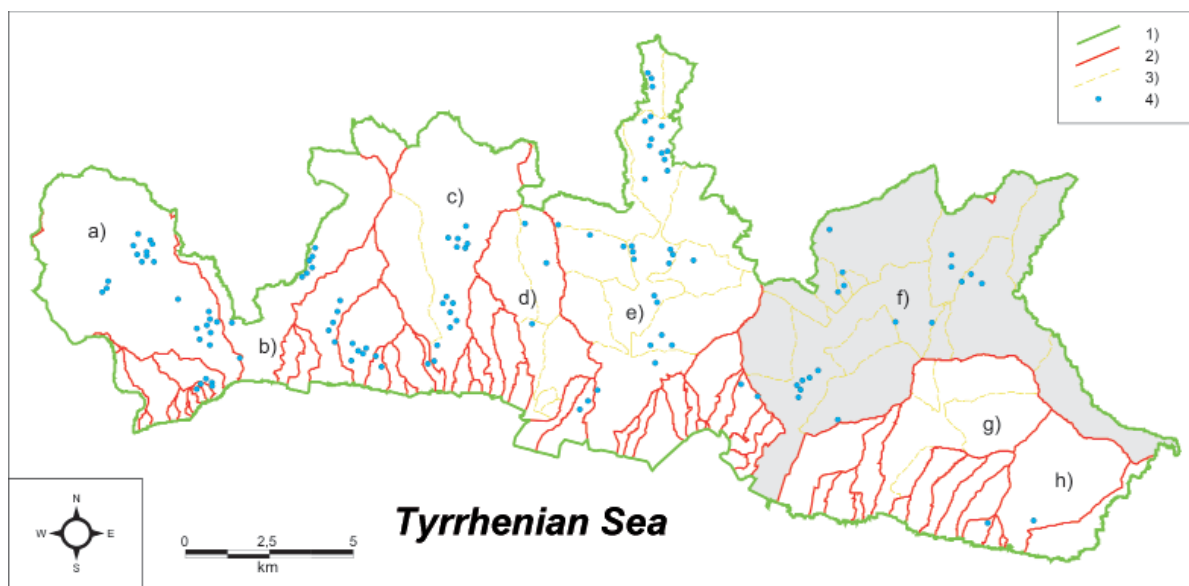 1)
2)
3)
4)
a)
b)
c)
d)
e)
f)
g)
h)
Tyrrhenian Sea
N
W E
S
0 2,5 5
km